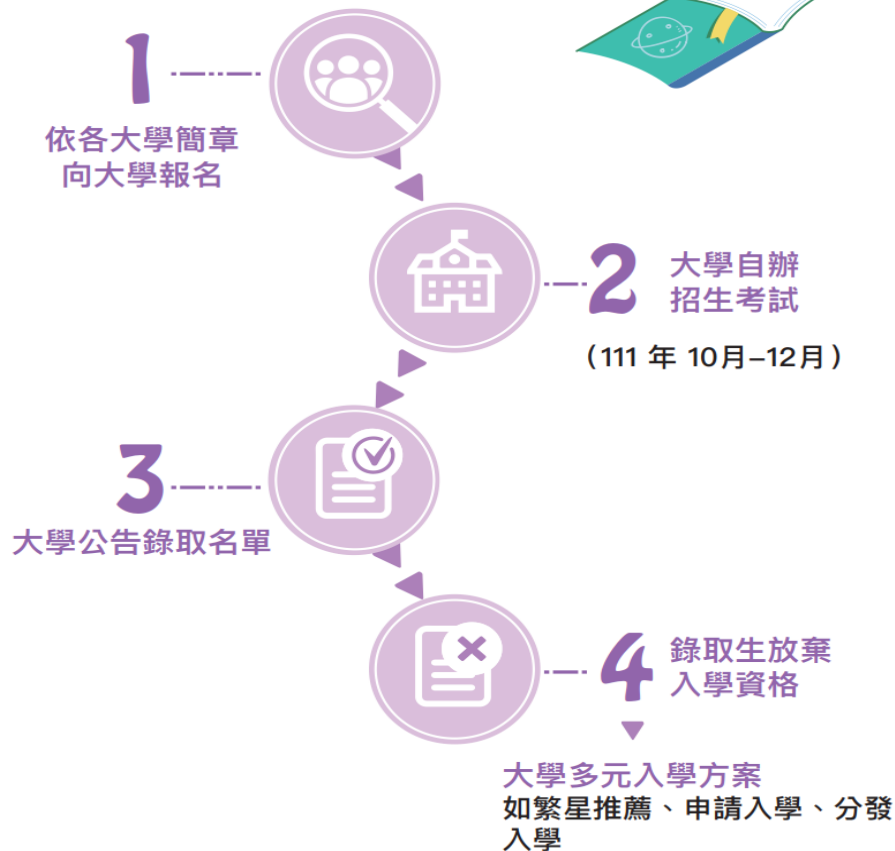 1
依各大學簡章
向大學報名
2
大學自辦
招生考試
（111 年 10月–12月）
3
大學公告錄取名單
4
錄取生放棄
入學資格
大學多元入學方案
如繁星推薦、申請入學、分發
入學